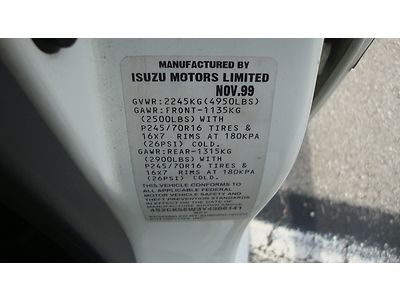 MANUFACTURED BY
ISUZU MOTORS LIMITED
NOV.99
GVWR:2245KG(4950LBS)
GAWR:FRONT-1135KG
(2500LBS) WITH
P245/70R16 TIRES &
16x7 RIMS AT 180KPA
(26PSI) COLD.
GAWR:REAR-1315KG
(2900LBS) WITH
P245/70R16 TIRES &
16x7 RIMS AT 180KPA
(26PSI) COLD.
THIS VEHICLE CONFORMS TO
ALL APPLICABLE FEDERAL
MOTOR VEHICLE SAFETY AND
THEFT PREVENTION STANDARDS